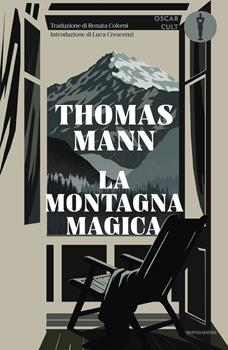 Traduzione di Renata Colorni
Introduzione di Luca Crescenzi
OSCAR
CULT
THOMAS
MANN
LA
MONTAGNA
MAGICA
MONDADORI